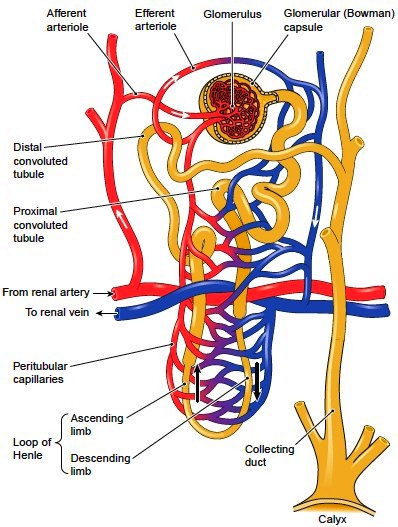 Afferent
arteriole
Efferent
arteriole
Glomerulus
Glomerular (Bowman)
capsule
Distal
convoluted
tubule
Proximal
convoluted
tubule
From renal artery
To renal vein
Peritubular
capillaries
Loop of
Henle
Ascending
limb
Descending
limb
Collecting
duct
Calyx